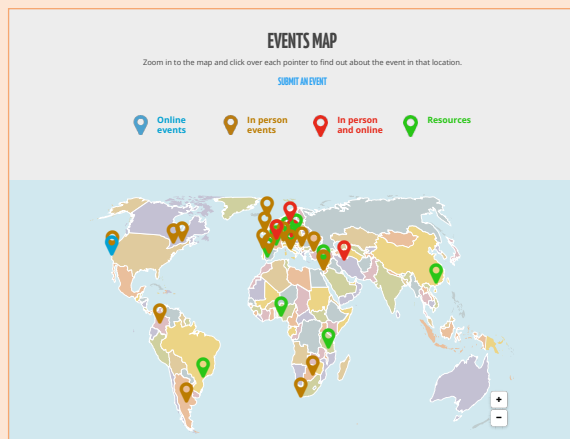 EVENTS MAP
Zoom in to the map and click over each pointer to find out about the event in that location.
SUBMIT AN EVENT
Online
events
In person
events
In person
and online
Resources
+
−